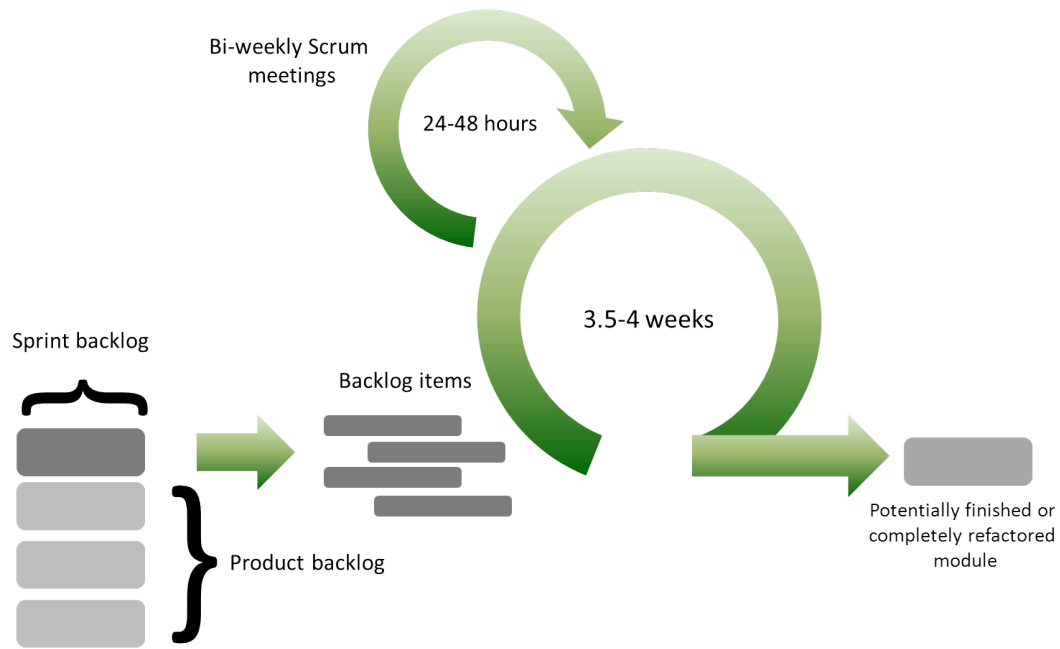 Bi-weekly Scrum
meetings
24-48 hours
3.5-4 weeks
Sprint backlog
Backlog items
Product backlog
Potentially finished or
completely refactored
module